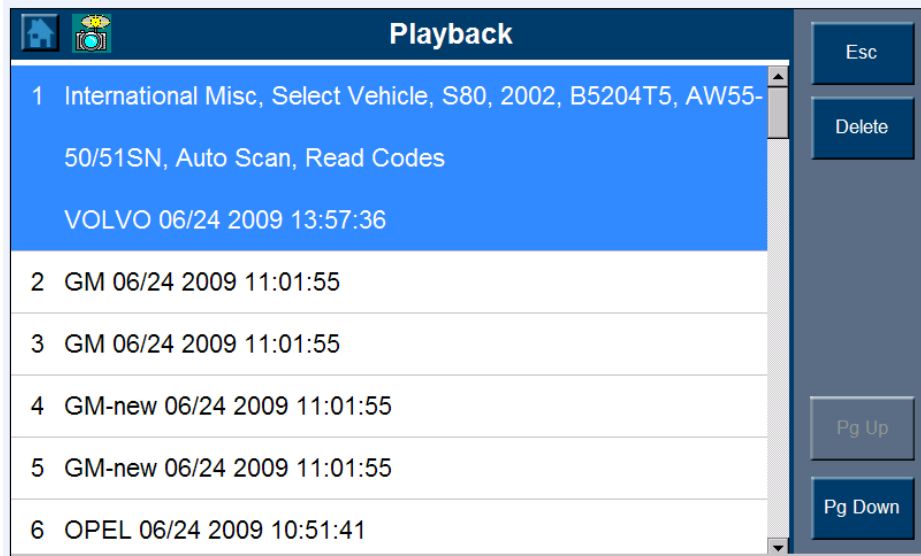 Playback
Esc
1 International Misc, Select Vehicle, S80, 2002, B5204T5, AW55-
50/51SN, Auto Scan, Read Codes
VOLVO 06/24 2009 13:57:36
Delete
2 GM 06/24 2009 11:01:55
3 GM 06/24 2009 11:01:55
4 GM-new 06/24 2009 11:01:55
Pg Up
5 GM-new 06/24 2009 11:01:55
Pg Down
6 OPEL 06/24 2009 10:51:41